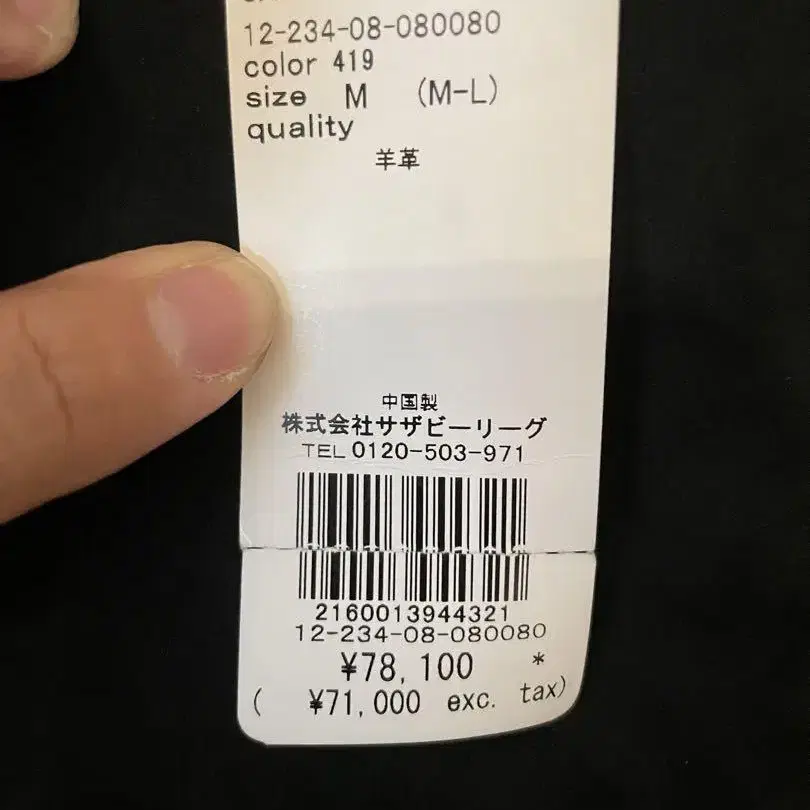 12-234-08-080080
color 419
size M (M-L)
quality
羊革
中国製
株式会社サザビーリーグ
TEL 0120-503-971
2160013944321
12-234-08-080080
¥78,100 *
( ¥71,000 exc. tax)